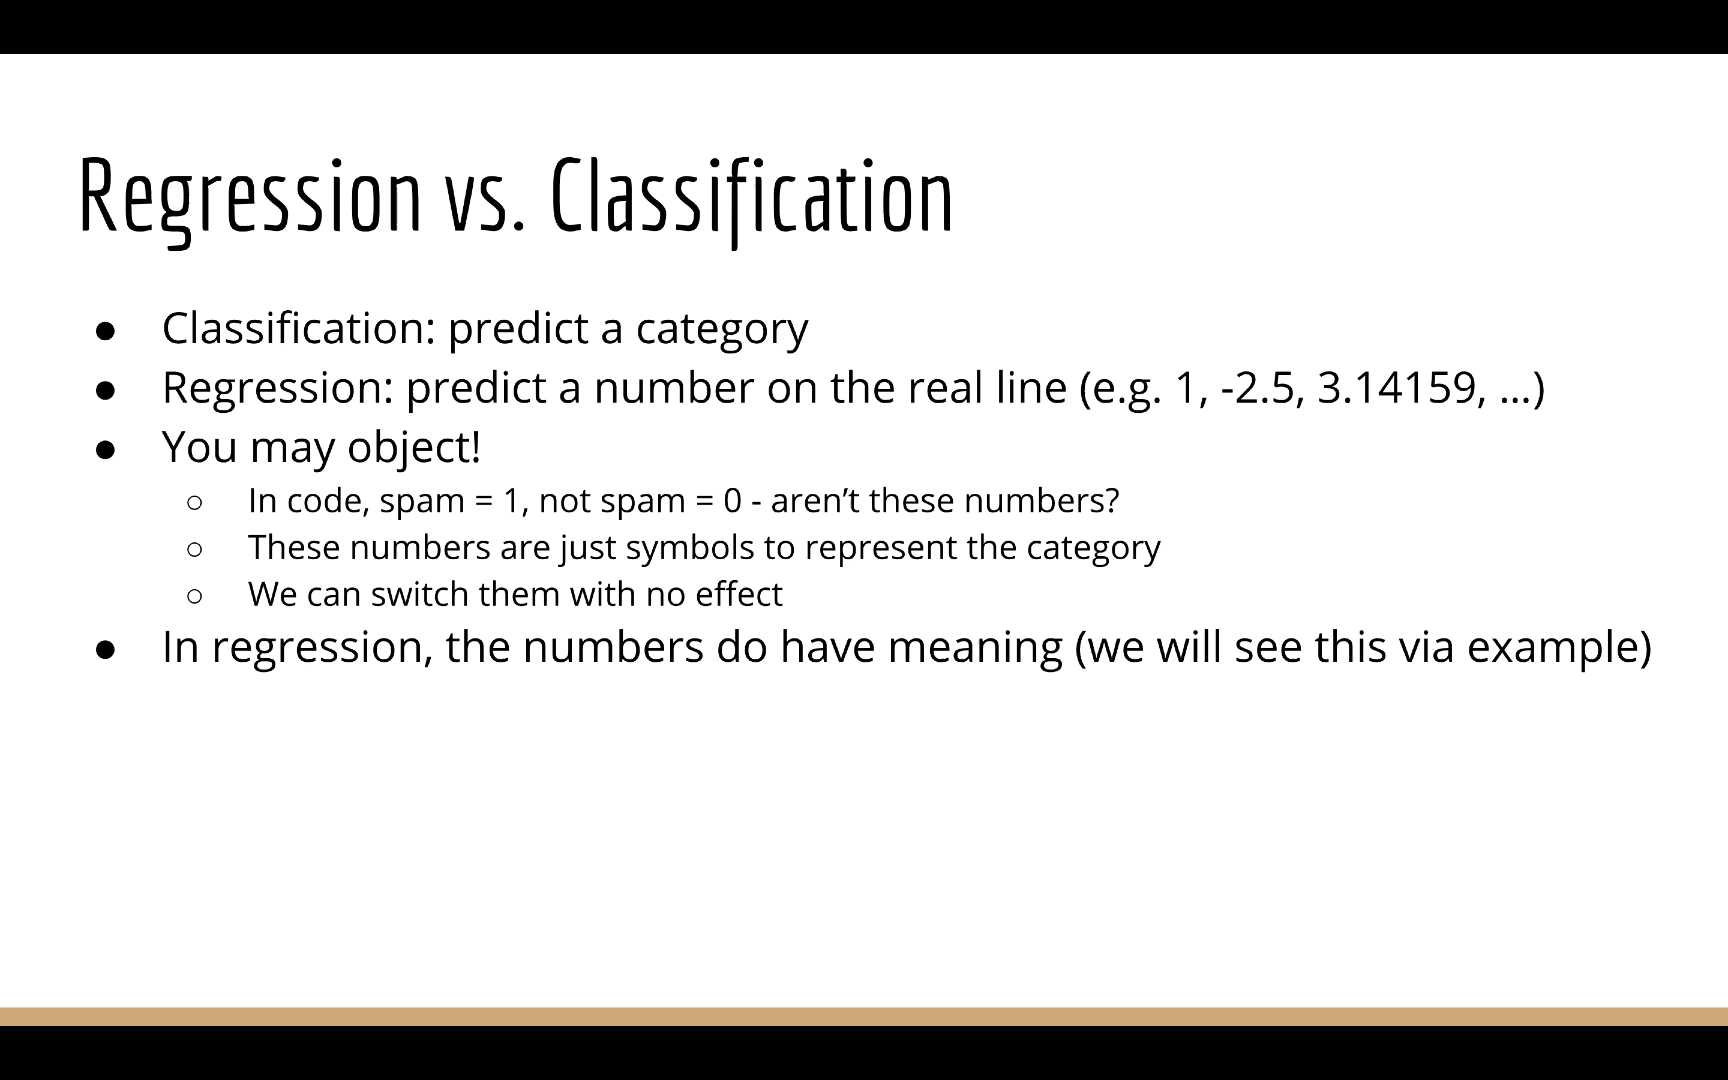 Regression vs. Classification
● Classification: predict a category
● Regression: predict a number on the real line (e.g. 1, -2.5, 3.14159, ...)
● You may object!
○ In code, spam = 1, not spam = 0 - aren’t these numbers?
○ These numbers are just symbols to represent the category
○ We can switch them with no effect
● In regression, the numbers do have meaning (we will see this via example)